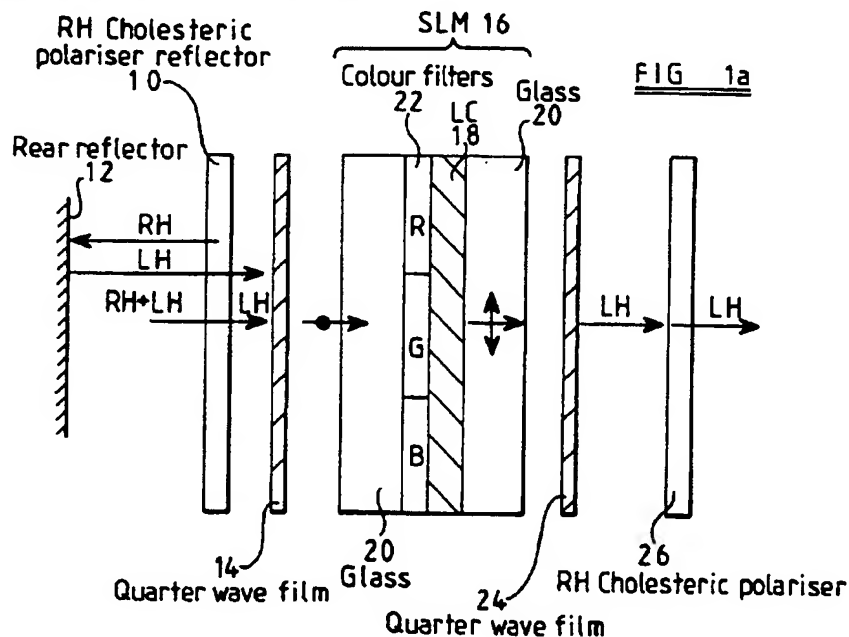 SLM 16
RH Cholesteric
polariser reflector
10
Colour filters
22
LC
18
Glass
20
FIG 1a
Rear reflector
12
RH
LH
RH+LH
LH
R
G
B
LH
LH
14
Quarter wave film
20
Glass
24
Quarter wave film
26
RH Cholesteric polariser